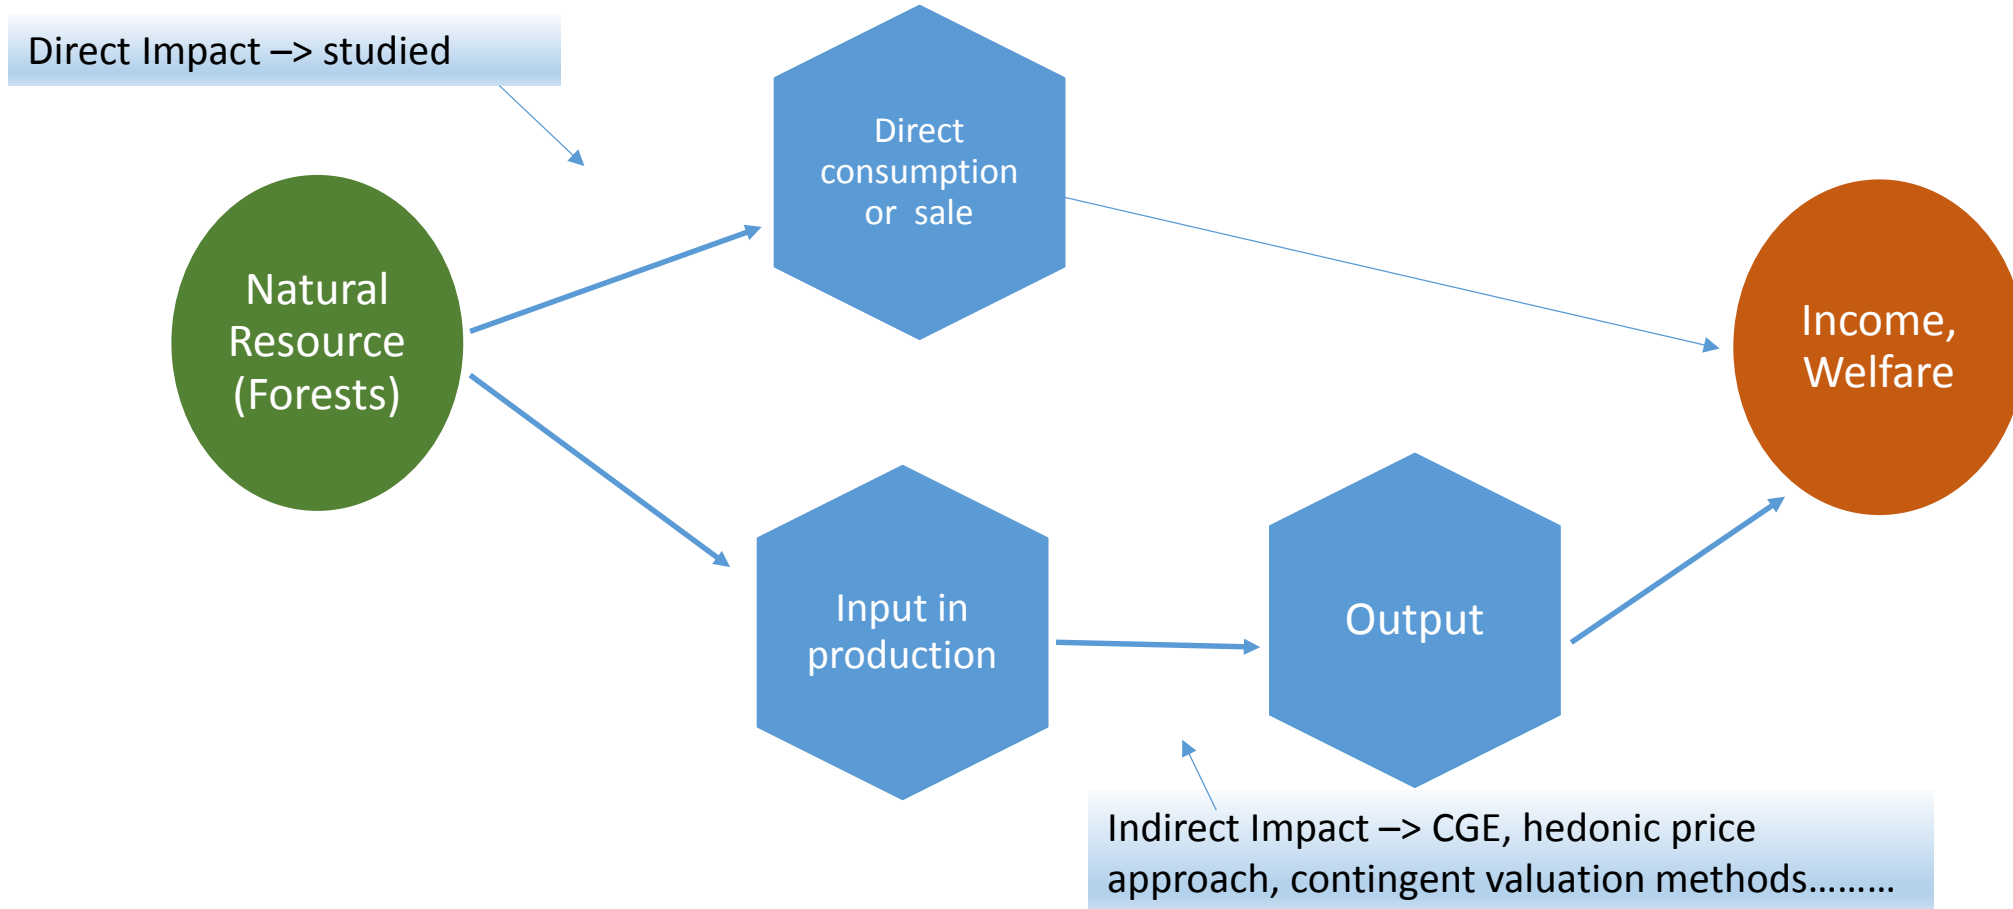 Direct Impact –> studied
Direct
consumption
or sale
Natural
Resource
(Forests)
Income,
Welfare
Input in
production
Output
Indirect Impact –> CGE, hedonic price
approach, contingent valuation methods………